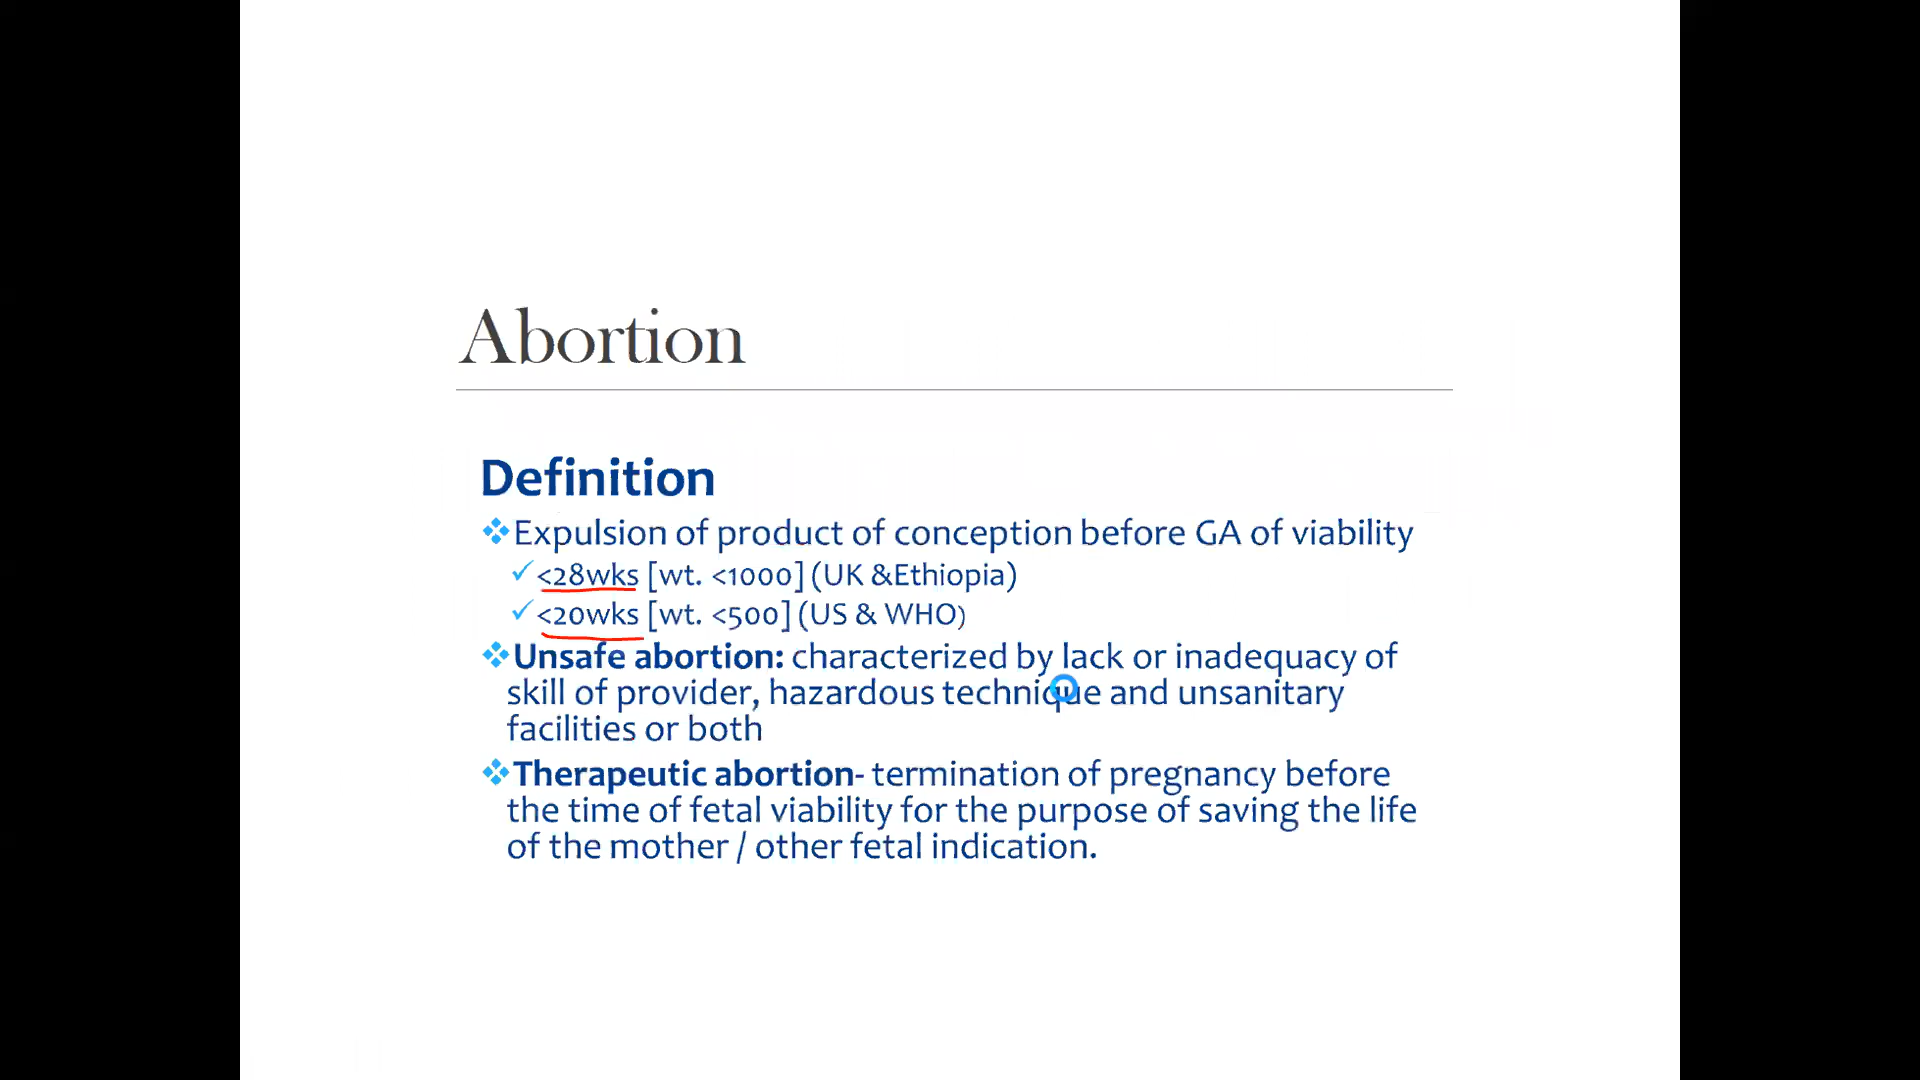 Abortion
Definition
❖Expulsion of product of conception before GA of viability
✓<28wks [wt. <1000] (UK &Ethiopia)
✓<20wks [wt. <500] (US & WHO)
❖Unsafe abortion: characterized by lack or inadequacy of
skill of provider, hazardous technique and unsanitary
facilities or both
❖Therapeutic abortion- termination of pregnancy before
the time of fetal viability for the purpose of saving the life
of the mother / other fetal indication.